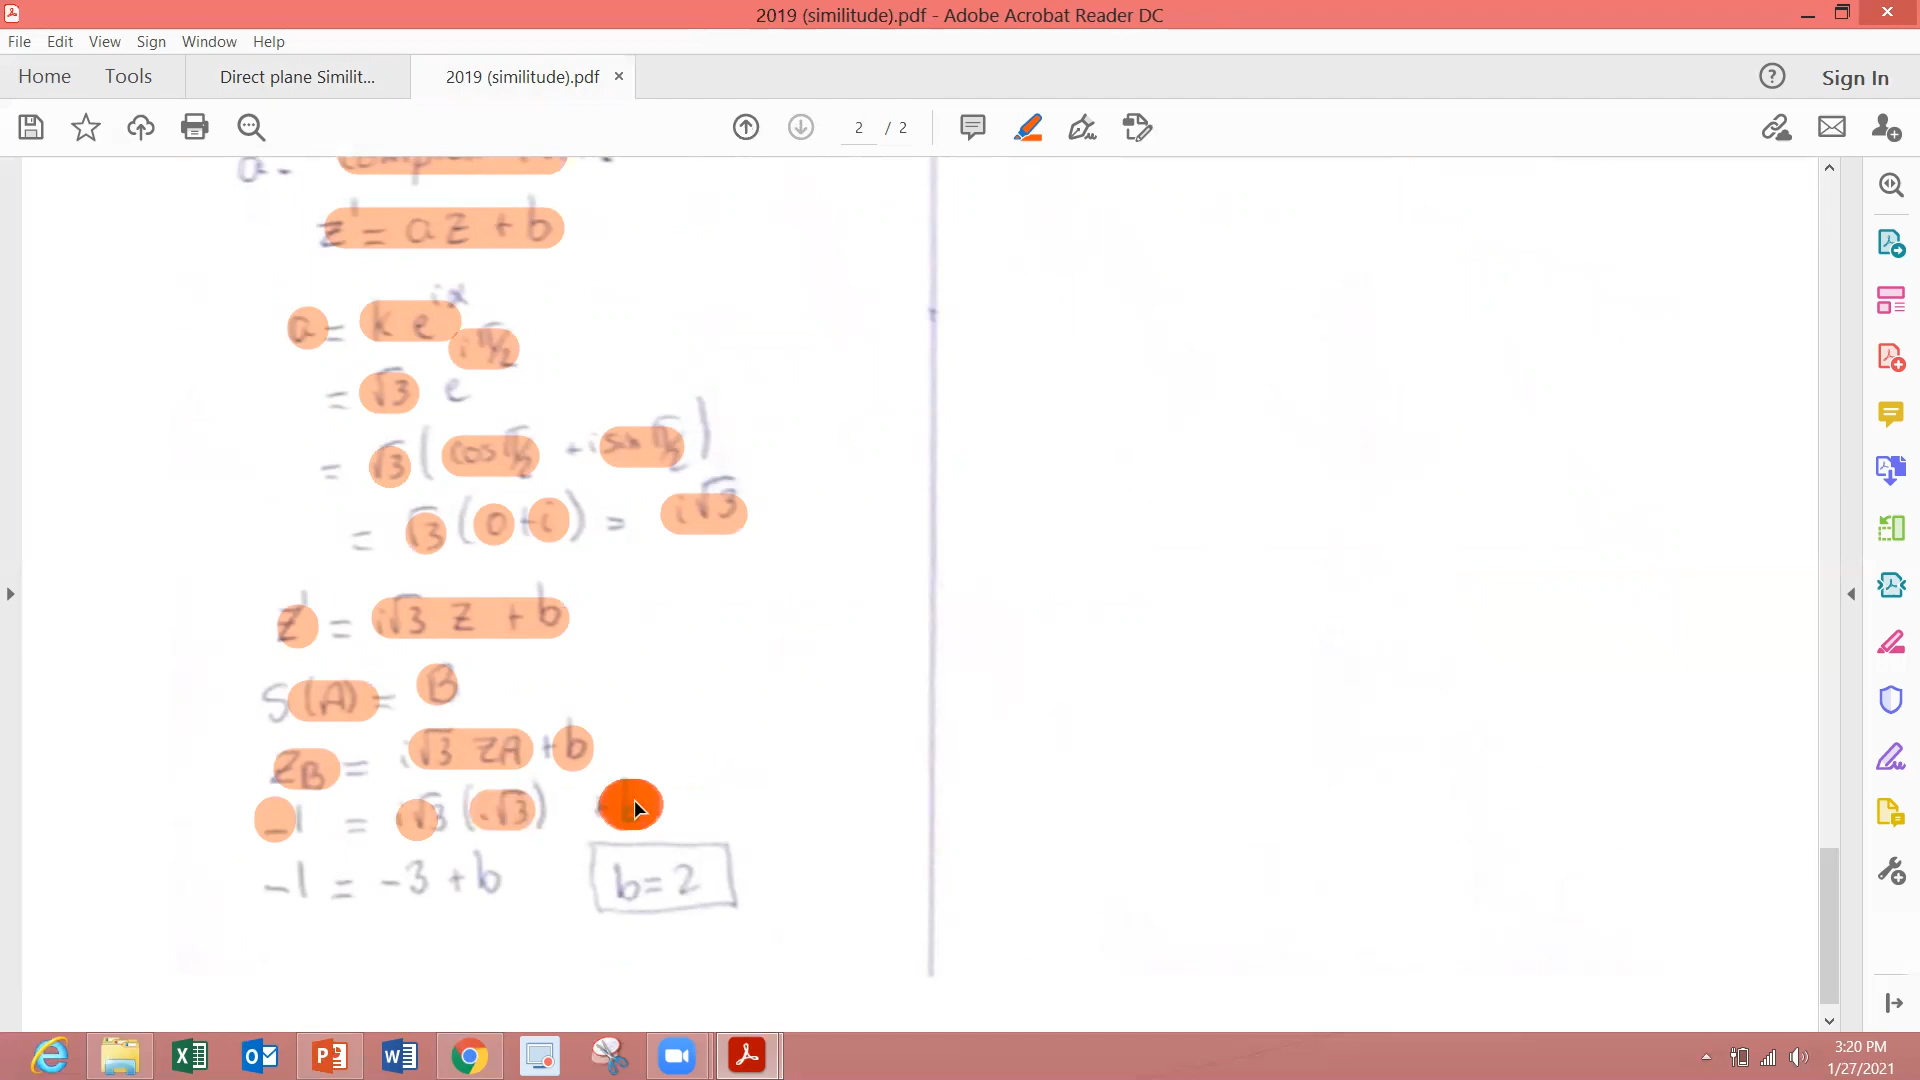 2019 (similitude).pdf - Adobe Acrobat Reader DC
File Edit View Sign Window Help
Home Tools Direct plane Similit... 2019 (similitude).pdf × Sign In
2 / 2
a-
z' = az + b
a = k e^{iα}
= √3 e^{iπ/2}
= √3 (cos π/2 + i sin π/2)
= √3 (0 + i) = i√3
z' = i√3 z + b
S(A) = B
zB = i√3 zA + b
-1 = i√3 (i√3)
-1 = -3 + b b = 2
3:20 PM
1/27/2021